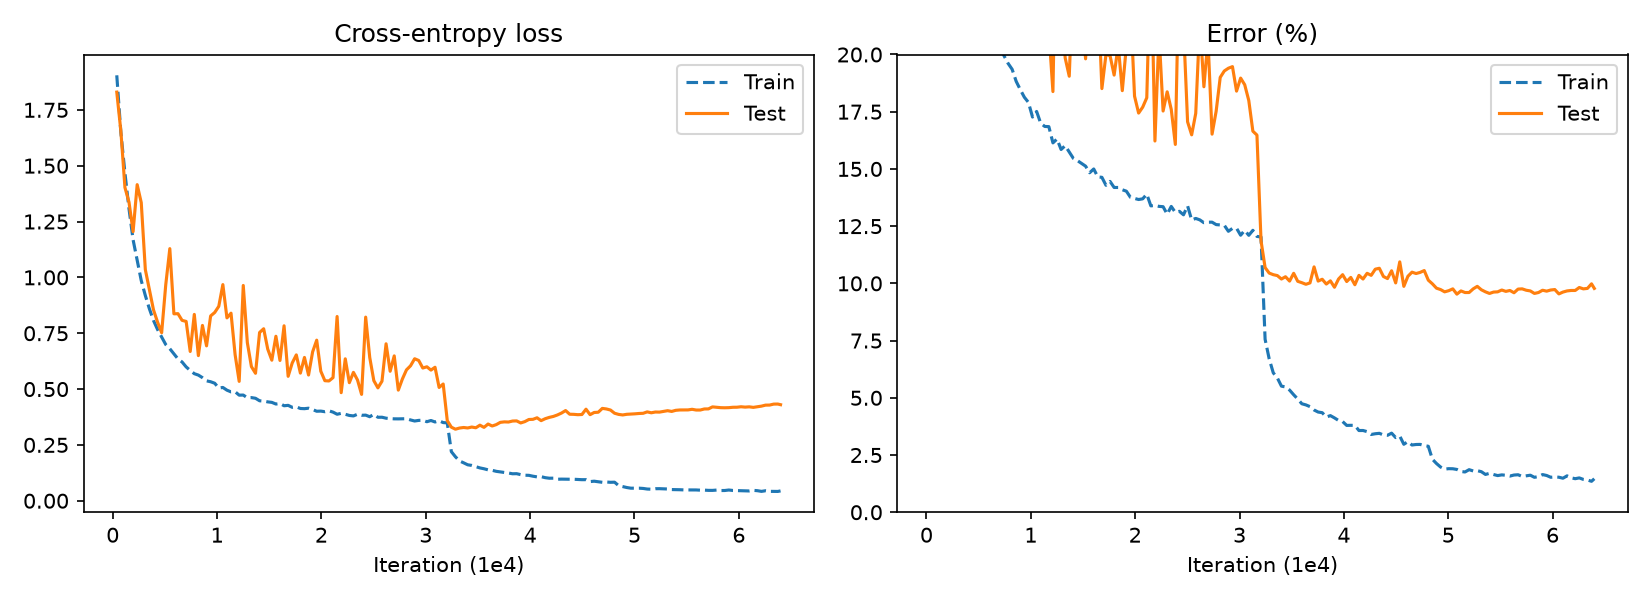 Cross-entropy loss
1.75
1.50
1.25
1.00
0.75
0.50
0.25
0.00
0 1 2 3 4 5 6
Iteration (1e4)
Train
Test
Error (%)
20.0
17.5
15.0
12.5
10.0
7.5
5.0
2.5
0.0
0 1 2 3 4 5 6
Iteration (1e4)
Train
Test